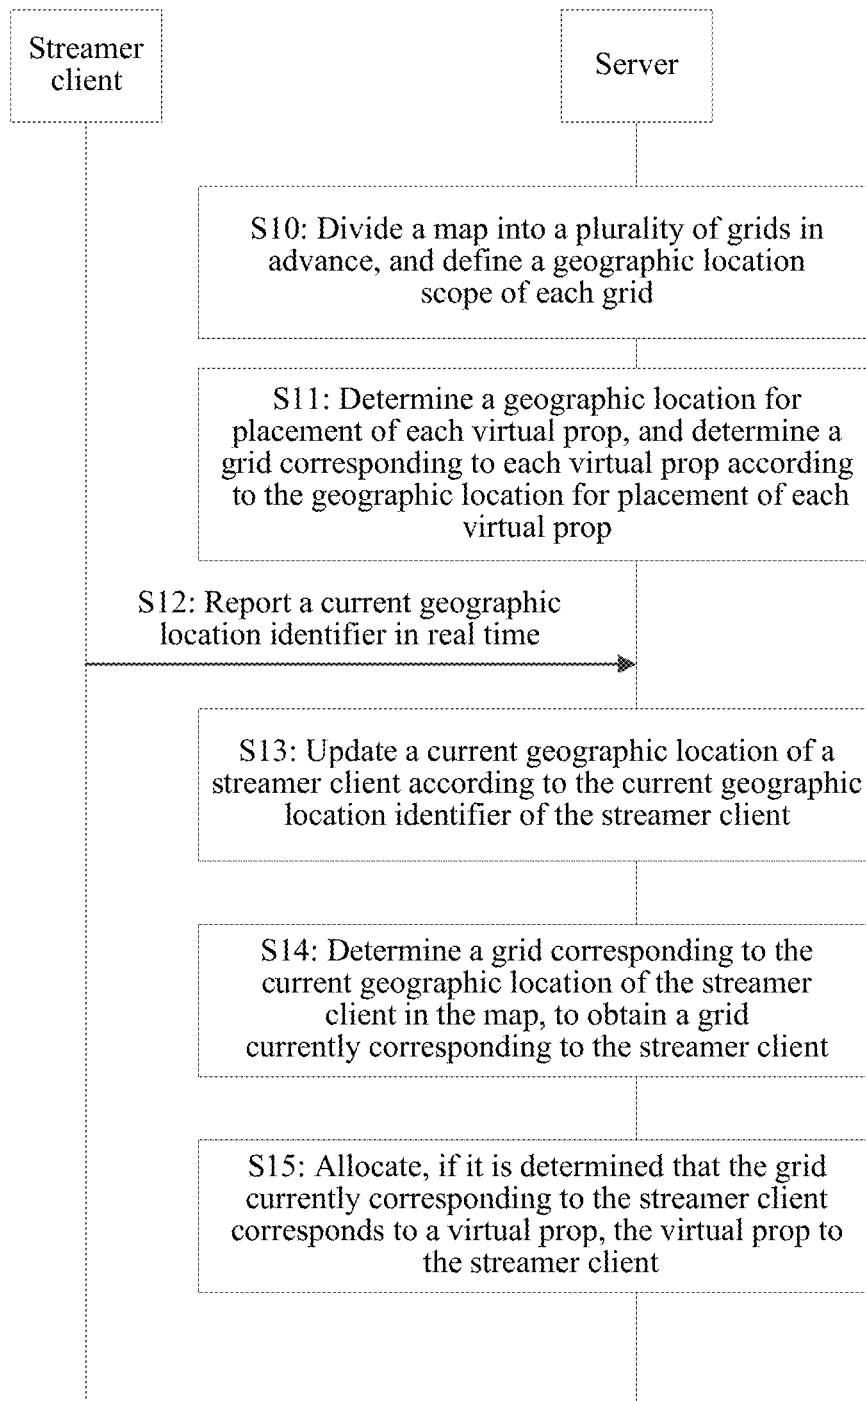 Streamer
client
Server
S10: Divide a map into a plurality of grids in
advance, and define a geographic location
scope of each grid
S11: Determine a geographic location for
placement of each virtual prop, and determine a
grid corresponding to each virtual prop according
to the geographic location for placement of each
virtual prop
S12: Report a current geographic
location identifier in real time
S13: Update a current geographic location of a
streamer client according to the current geographic
location identifier of the streamer client
S14: Determine a grid corresponding to the
current geographic location of the streamer
client in the map, to obtain a grid
currently corresponding to the streamer client
S15: Allocate, if it is determined that the grid
currently corresponding to the streamer client
corresponds to a virtual prop, the virtual prop to
the streamer client